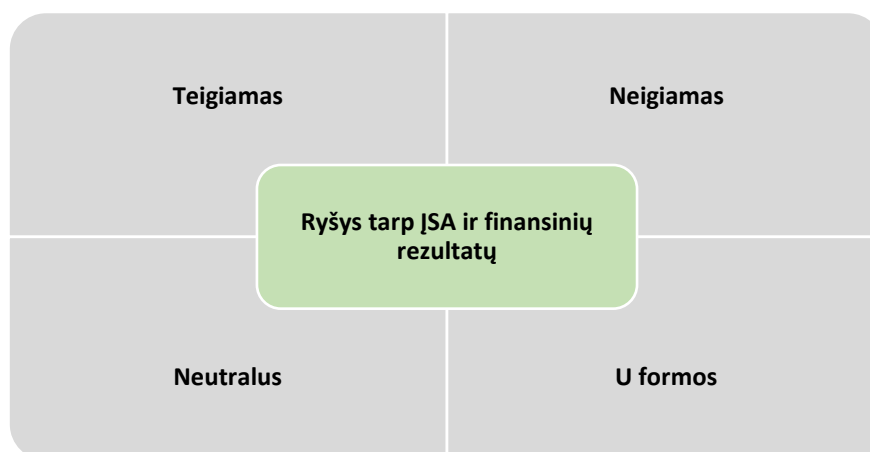 Teigiamas
Neigiamas
Ryšys tarp ĮSA ir finansinių
rezultatų
Neutralus
U formos